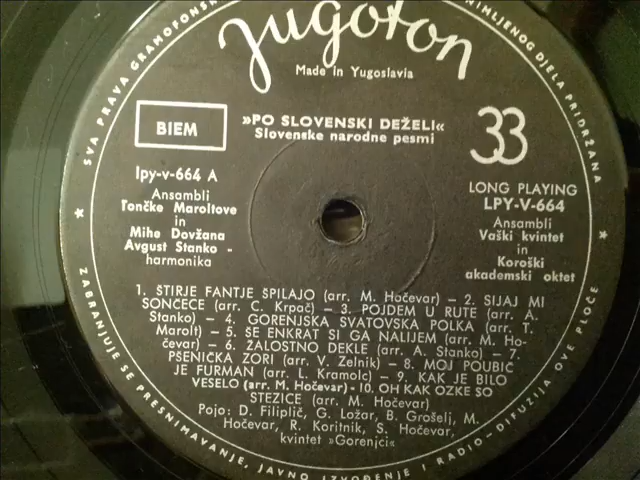 SVA PRAVA GRAMOFONSK
NIMLJENOG DJELA PRIDRŽANA
Jugoton
Made in Yugoslavia
BIEM
»PO SLOVENSKI DEŽELI«
Slovenske narodne pesmi
33
lpy-v-664 A
Ansambli
Tončke Maroltove
in
Mihe Dovžana
Avgust Stanko -
harmonika
LONG PLAYING
LPY-V-664
Ansambli
Vaški kvintet
in
Koroški
akademski oktet
1. STIRJE FANTJE SPILAJO (arr. M. Hočevar) – 2. SIJAJ MI
SONČECE (arr. C. Krpač) – 3. POJDEM U RUTE (arr. A.
Stanko) – 4. GORENJSKA SVATOVSKA POLKA (arr. T.
Marolt) – 5. ŠE ENKRAT SI GA NALIJEM (arr. M. Ho-
čevar) – 6. ŽALOSTNO DEKLE (arr. A. Stanko) – 7.
PŠENIČKA ZORI (arr. V. Zelnik) – 8. MOJ POUBIČ
JE FURMAN (arr. L. Kramolc) – 9. KAK JE BILO
VESELO (arr. M. Hočevar) - 10. OH KAK OZKE SO
STEZICE (arr. M. Hočevar)
Pojo: D. Filiplič, G. Ložar, B. Grošelj, M.
Hočevar, R. Koritnik, S. Hočevar,
kvintet »Gorenjci«
ZABRANJUJE SE PRESNIMAVANJE, JAVNO IZVOĐENJE I RADIO-DIFUZIJA OVE PLOČE